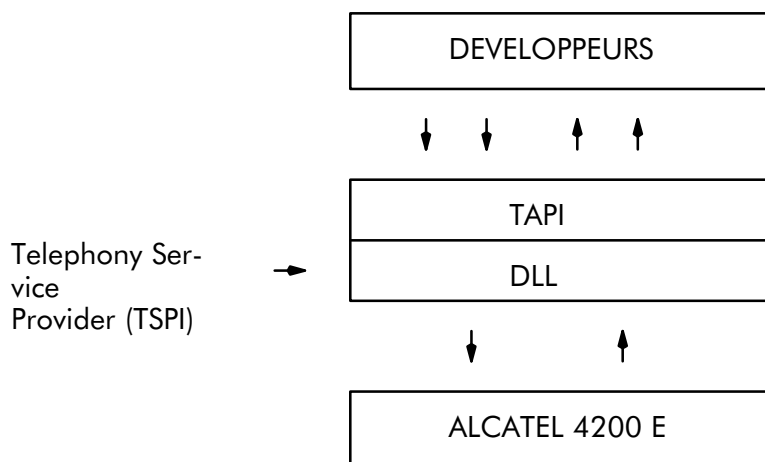 DEVELOPPEURS
TAPI
Telephony Ser-
vice
Provider (TSPI)
DLL
ALCATEL 4200 E